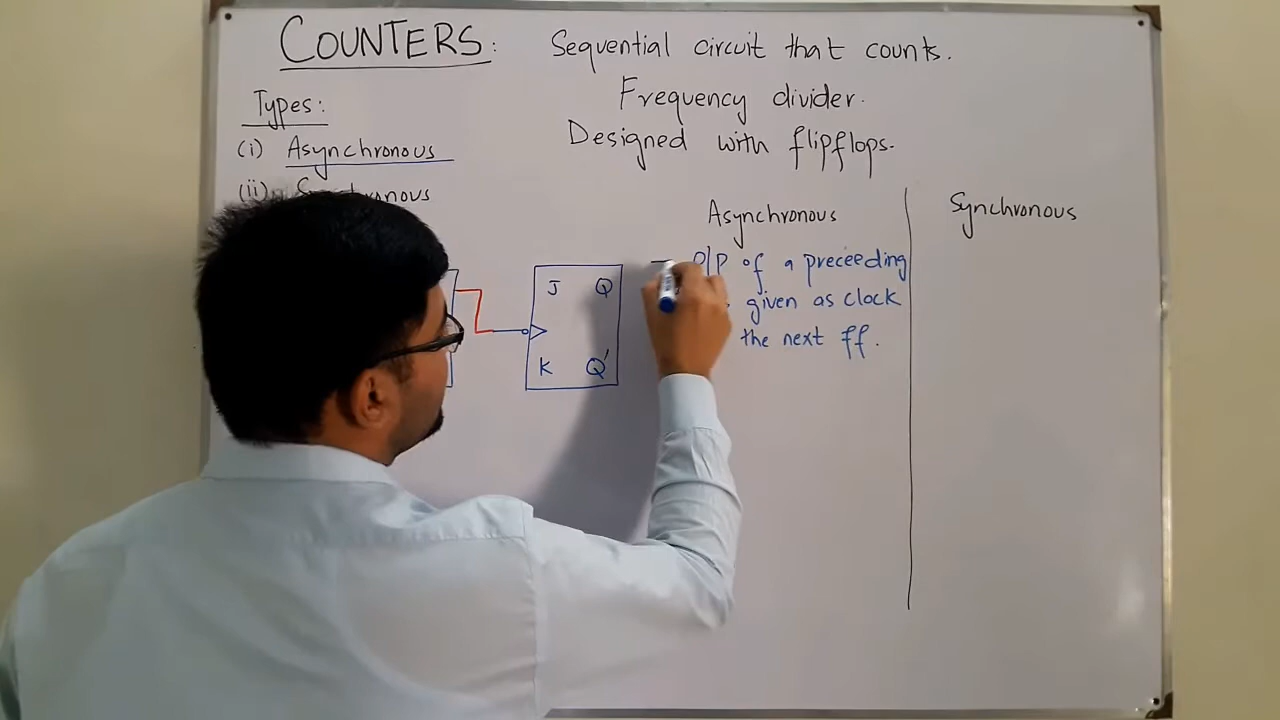 COUNTERS: Sequential circuit that counts.
Frequency divider.
Designed with flipflops.
Types:
(i) Asynchronous
(ii)
Asynchronous
Synchronous
— O/P of a preceeding
given as clock
the next ff.
J Q
K Q'